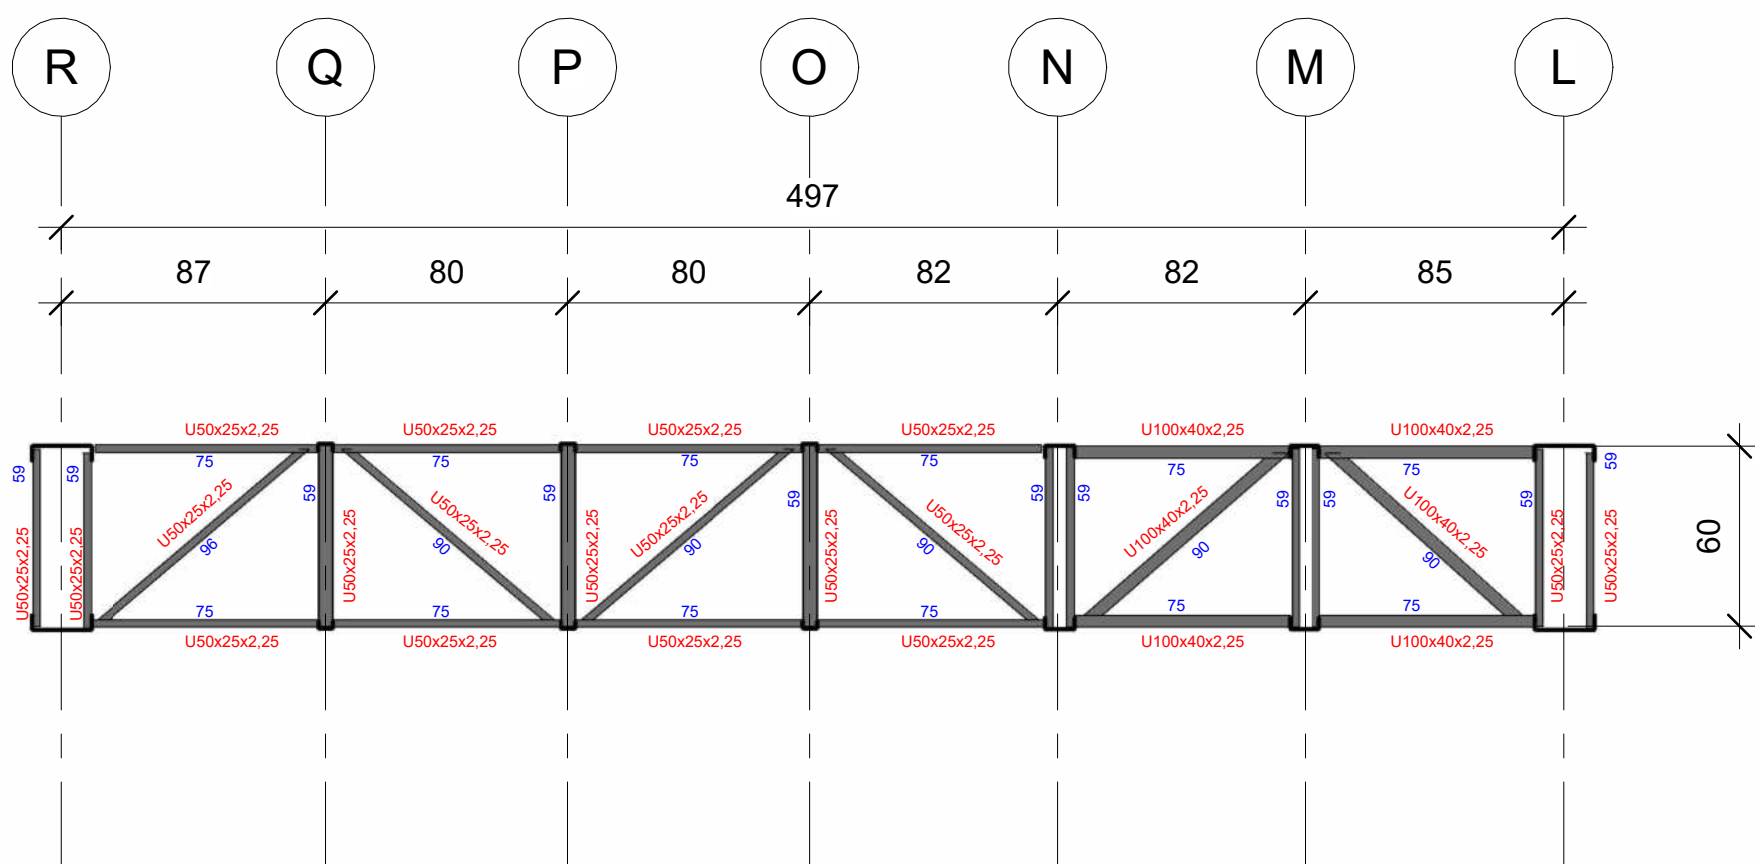 R Q P O N M L
497
87 80 80 82 82 85
U50x25x2,25 U50x25x2,25 U50x25x2,25 U50x25x2,25 U100x40x2,25 U100x40x2,25
75 75 75 75 75 75
59 59 59 59 59 59 59 59 59 59 59
U50x25x2,25 U50x25x2,25 U50x25x2,25 U50x25x2,25 U100x40x2,25 U100x40x2,25
96 90 90 90 90 90
60
U50x25x2,25 U50x25x2,25 U50x25x2,25 U50x25x2,25 U50x25x2,25 U50x25x2,25 U50x25x2,25
75 75 75 75 75 75
U50x25x2,25 U50x25x2,25 U50x25x2,25 U50x25x2,25 U100x40x2,25 U100x40x2,25